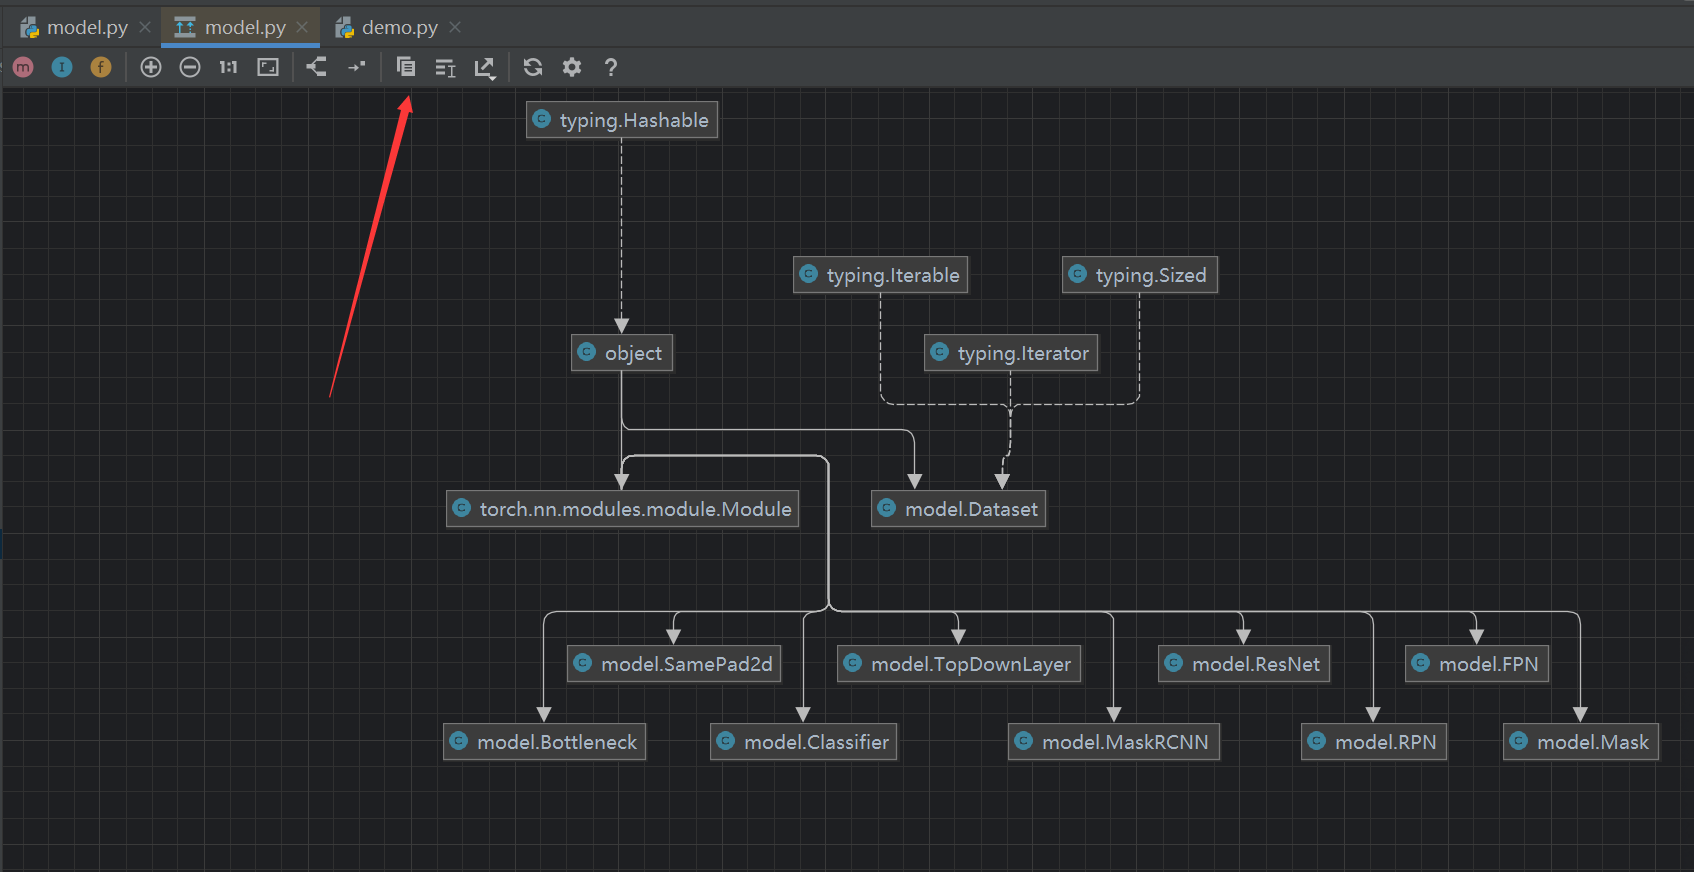 model.py model.py demo.py
m I f 1:1 ?
C typing.Hashable
C typing.Iterable C typing.Sized
C object C typing.Iterator
C torch.nn.modules.module.Module C model.Dataset
C model.SamePad2d C model.TopDownLayer C model.ResNet C model.FPN
C model.Bottleneck C model.Classifier C model.MaskRCNN C model.RPN C model.Mask